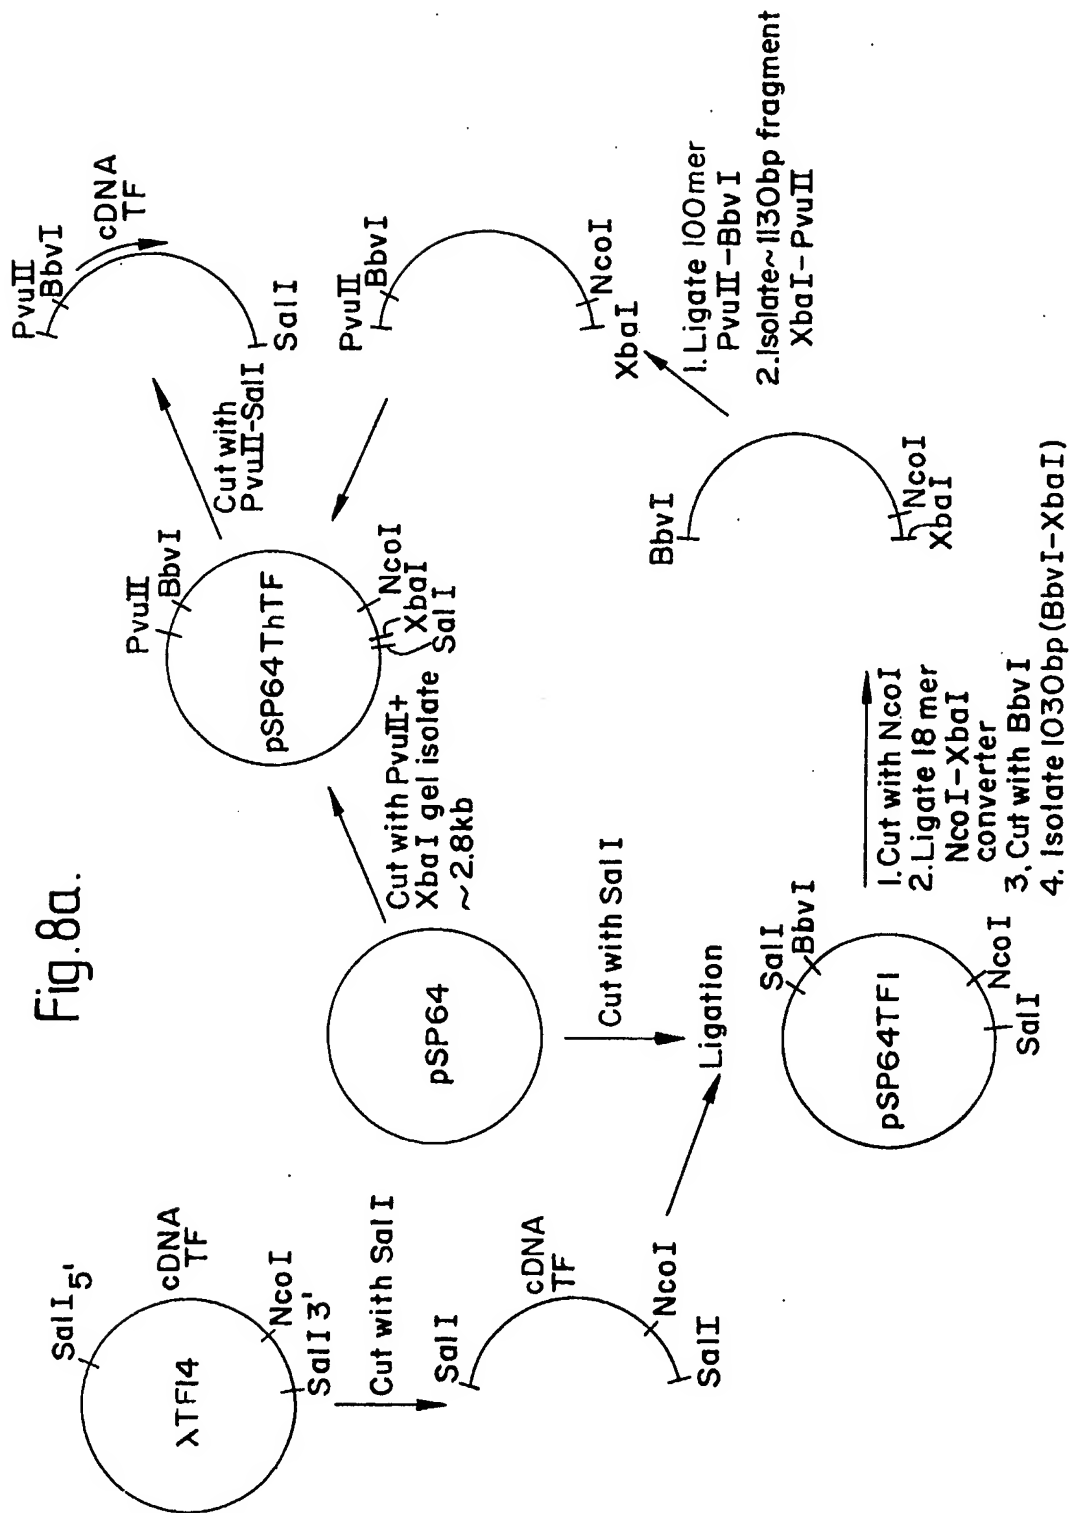 Fig.8a.
SalI 5'
λTF14
cDNA
TF
NcoI
SalI 3'
Cut with SalI
SalI
cDNA
TF
NcoI
SalI
pSP64
Cut with SalI
Ligation
SalI
BbvI
pSP64TF1
NcoI
SalI
1.Cut with NcoI
2.Ligate 18 mer
NcoI-XbaI
converter
3. Cut with BbvI
4. Isolate 1030bp(BbvI-XbaI)
BbvI
NcoI
XbaI
1.Ligate 100mer
PvuII-BbvI
2.Isolate~1130bp fragment
XbaI-PvuII
PvuII
BbvI
NcoI
XbaI
Cut with PvuII+
XbaI gel isolate
~2.8kb
PvuII
BbvI
pSP64ThTF
NcoI
XbaI
SalI
Cut with
PvuII-SalI
PvuII
BbvI
cDNA
TF
SalI